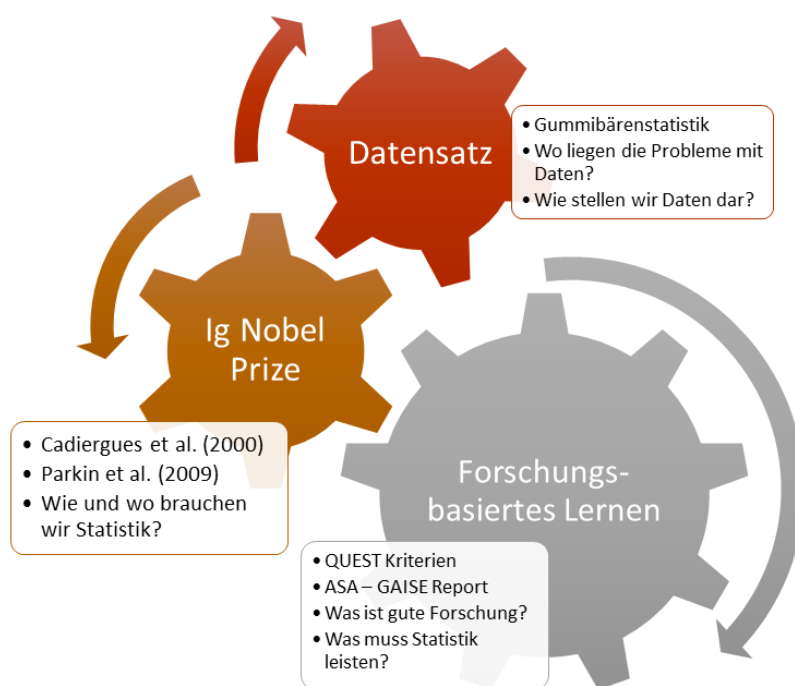 Datensatz
• Gummibärenstatistik
• Wo liegen die Probleme mit
Daten?
• Wie stellen wir Daten dar?
Ig Nobel
Prize
• Cadiergues et al. (2000)
• Parkin et al. (2009)
• Wie und wo brauchen
wir Statistik?
Forschungs-
basiertes Lernen
• QUEST Kriterien
• ASA – GAISE Report
• Was ist gute Forschung?
• Was muss Statistik
leisten?